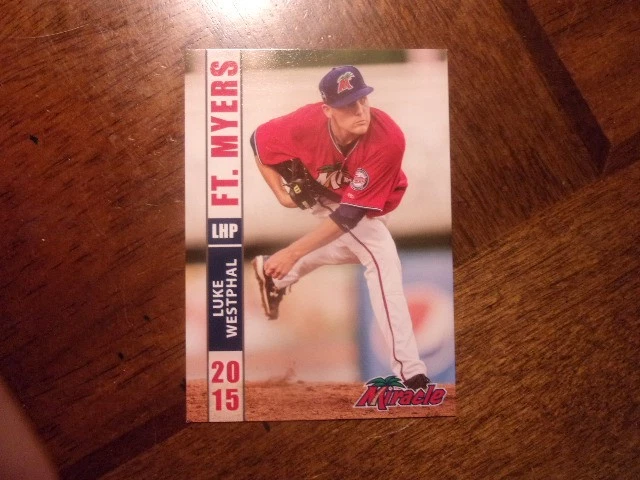 FT. MYERS
LHP
LUKE
WESTPHAL
20
15
Miracle